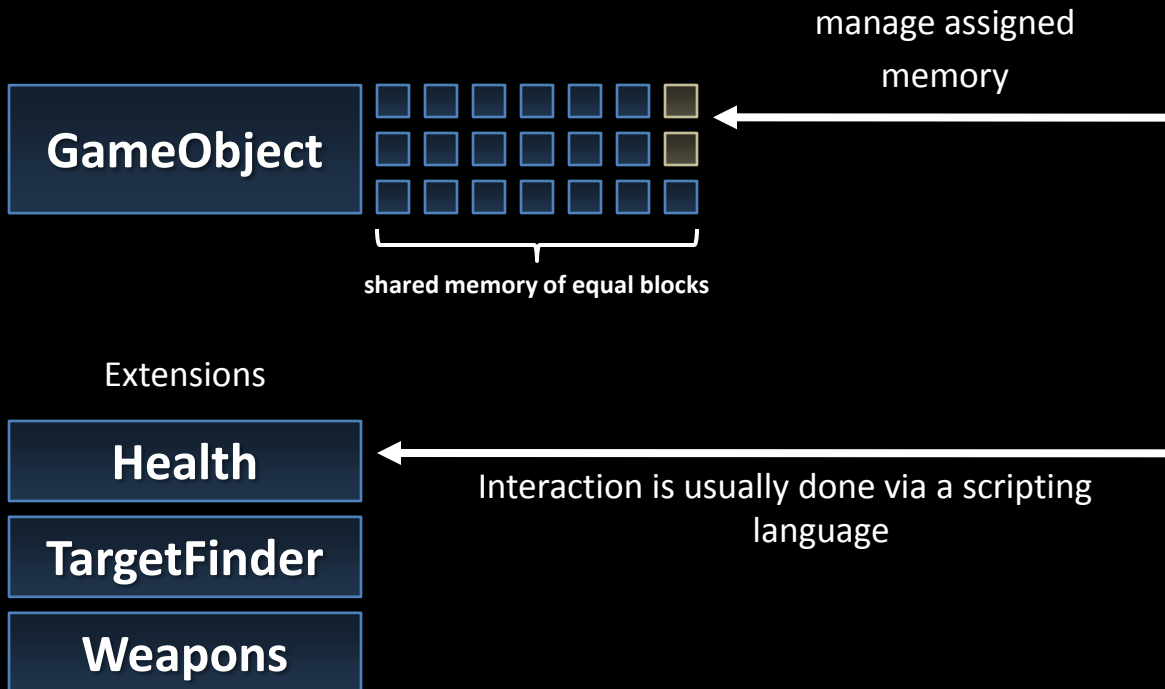 manage assigned
memory
GameObject
shared memory of equal blocks
Extensions
Health
Interaction is usually done via a scripting
language
TargetFinder
Weapons